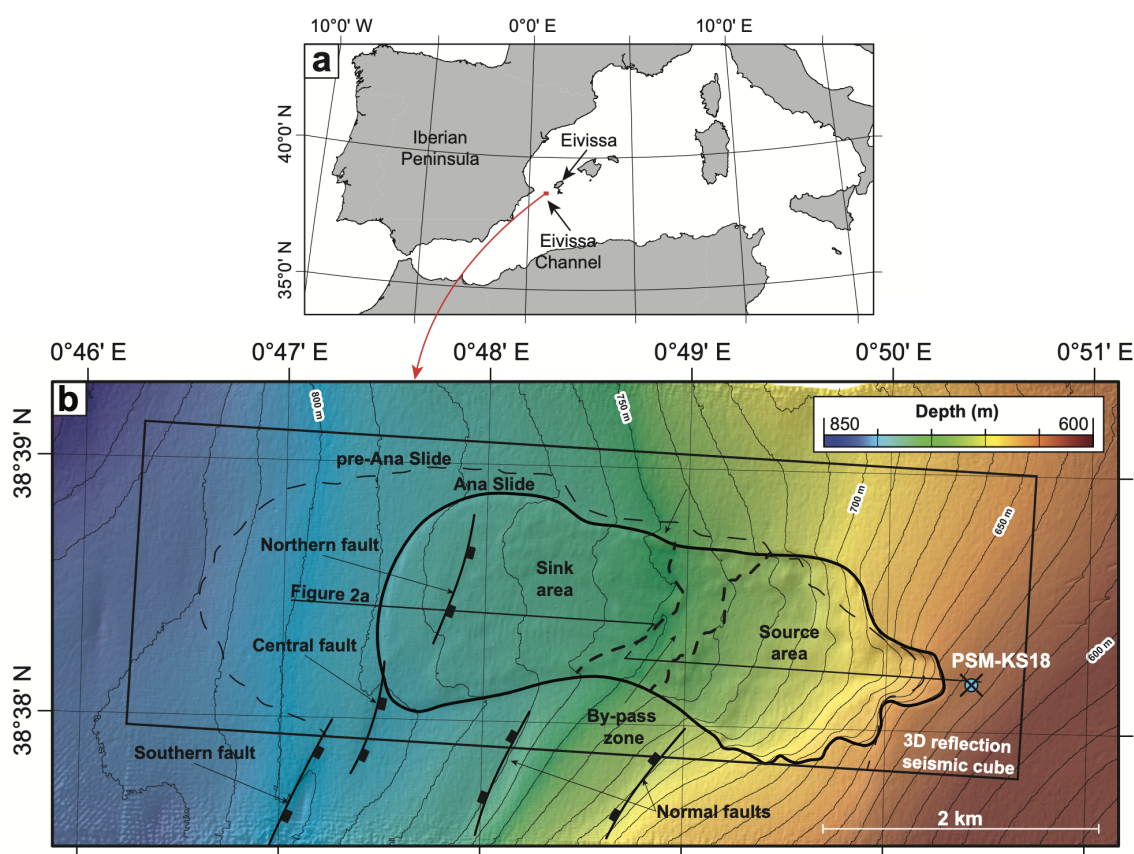 10°0' W
0°0' E
10°0' E
a
40°0' N
35°0' N
Iberian
Peninsula
Eivissa
Eivissa
Channel
0°46' E
0°47' E
0°48' E
0°49' E
0°50' E
0°51' E
b
38°39' N
38°38' N
800 m
750 m
Depth (m)
850
600
pre-Ana Slide
Ana Slide
700 m
650 m
Northern fault
Sink
area
Figure 2a
Central fault
Source
area
600 m
PSM-KS18
By-pass
zone
Southern fault
3D reflection
seismic cube
Normal faults
2 km